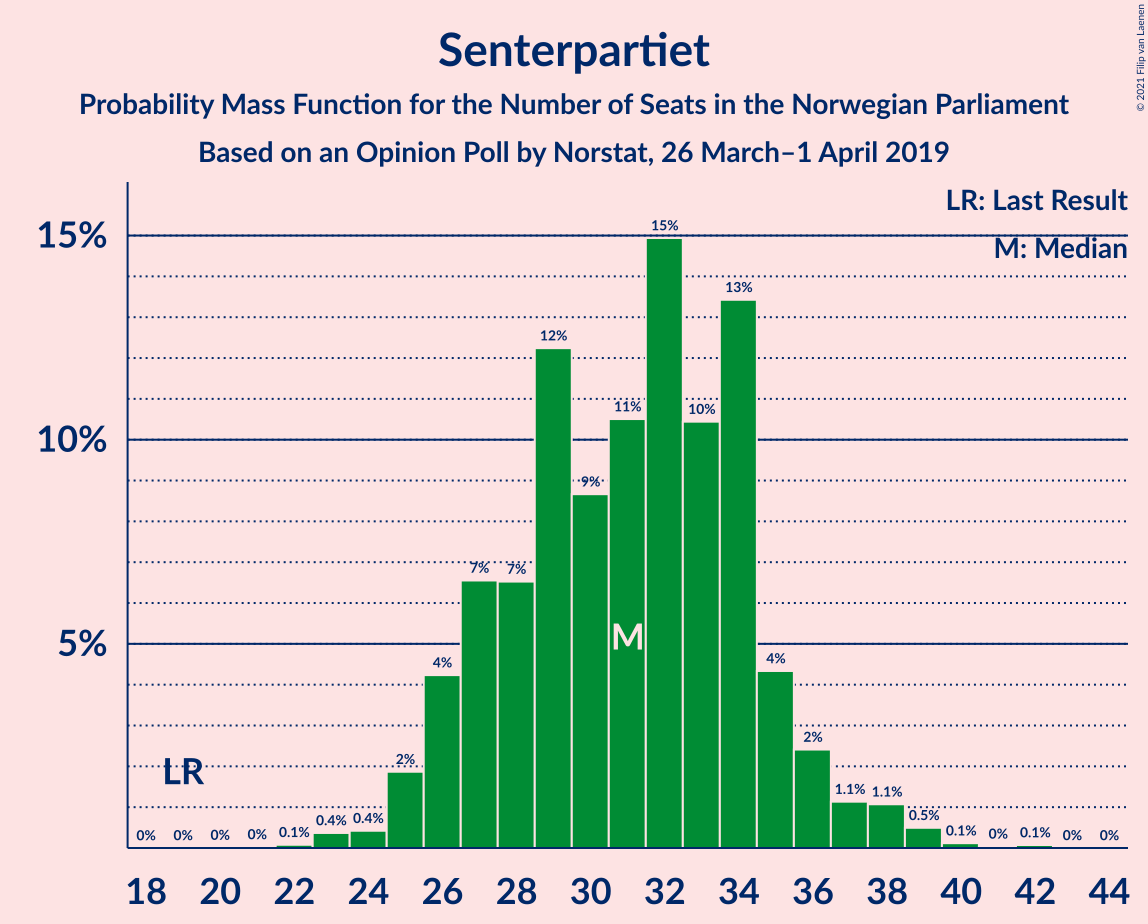 Senterpartiet
Probability Mass Function for the Number of Seats in the Norwegian Parliament
Based on an Opinion Poll by Norstat, 26 March–1 April 2019
© 2021 Filip van Laenen
LR: Last Result
M: Median
15%
10%
5%
0% 0% 0% 0% 0.1% 0.4% 0.4% 2% 4% 7% 7% 12% 9% 11% 15% 10% 13% 4% 2% 1.1% 1.1% 0.5% 0.1% 0% 0.1% 0% 0%
LR
M
18 20 22 24 26 28 30 32 34 36 38 40 42 44